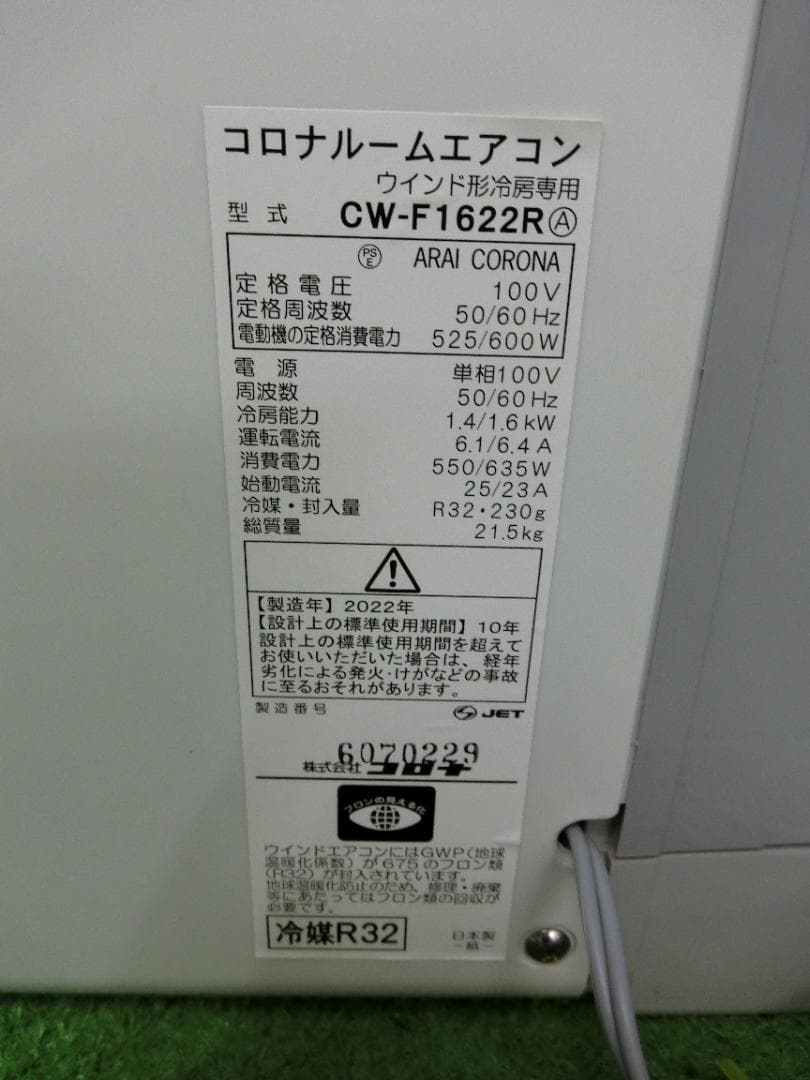 コロナルームエアコン
ウインド形冷房専用
型式 CW-F1622RⒶ
PSE ARAI CORONA
定格電圧 100V
定格周波数 50/60Hz
電動機の定格消費電力 525/600W
電源 単相100V
周波数 50/60Hz
冷房能力 1.4/1.6kW
運転電流 6.1/6.4A
消費電力 550/635W
始動電流 25/23A
冷媒・封入量 R32・230g
総質量 21.5kg
【製造年】2022年
【設計上の標準使用期間】10年
設計上の標準使用期間を超えて
お使いいただいた場合は、経年
劣化による発火・けがなどの事故
に至るおそれがあります。
製造番号 JET
6070229
株式会社 コロナ
フロンの見える化
ウインドエアコンにはGWP(地球
温暖化係数)が675のフロン類
(R32)が封入されています。
地球温暖化防止のため、修理・廃棄
等にあたってはフロン類の回収が
必要です。
冷媒R32
日本製
－紙－